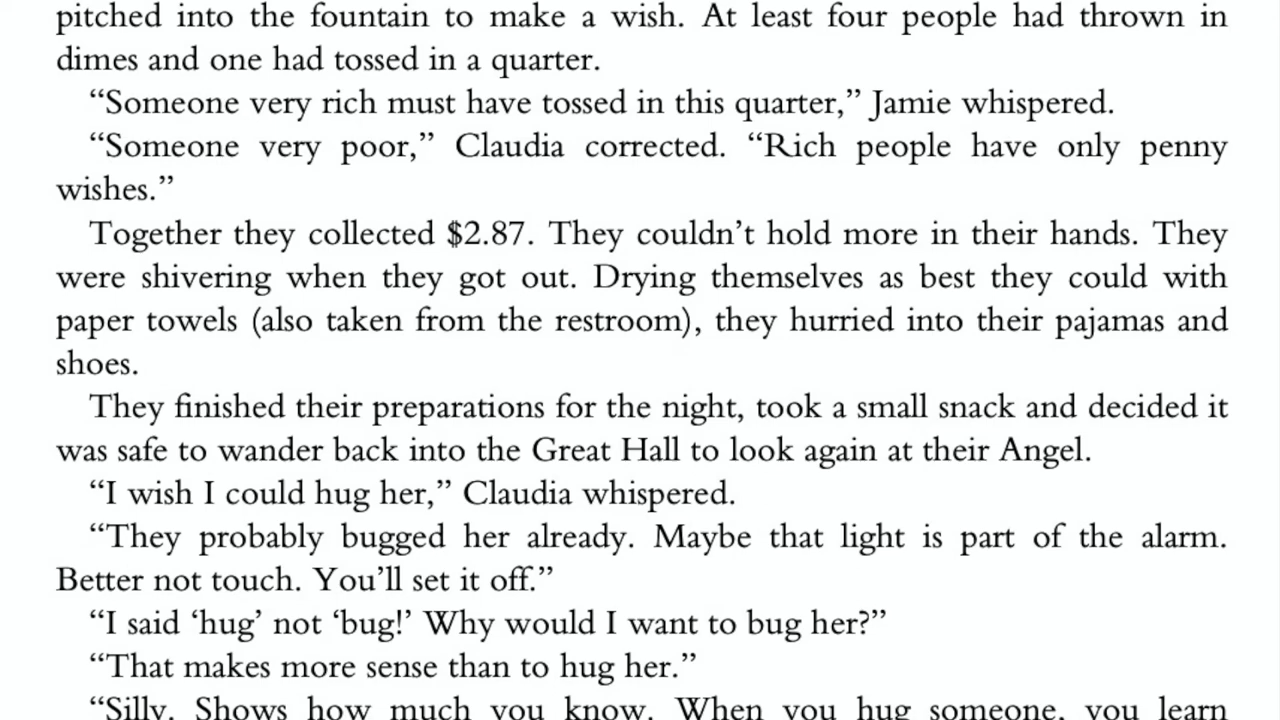 pitched into the fountain to make a wish. At least four people had thrown in
dimes and one had tossed in a quarter.
“Someone very rich must have tossed in this quarter,” Jamie whispered.
“Someone very poor,” Claudia corrected. “Rich people have only penny
wishes.”
Together they collected $2.87. They couldn’t hold more in their hands. They
were shivering when they got out. Drying themselves as best they could with
paper towels (also taken from the restroom), they hurried into their pajamas and
shoes.
They finished their preparations for the night, took a small snack and decided it
was safe to wander back into the Great Hall to look again at their Angel.
“I wish I could hug her,” Claudia whispered.
“They probably bugged her already. Maybe that light is part of the alarm.
Better not touch. You’ll set it off.”
“I said ‘hug’ not ‘bug!’ Why would I want to bug her?”
“That makes more sense than to hug her.”
“Silly. Shows how much you know. When you hug someone, you learn